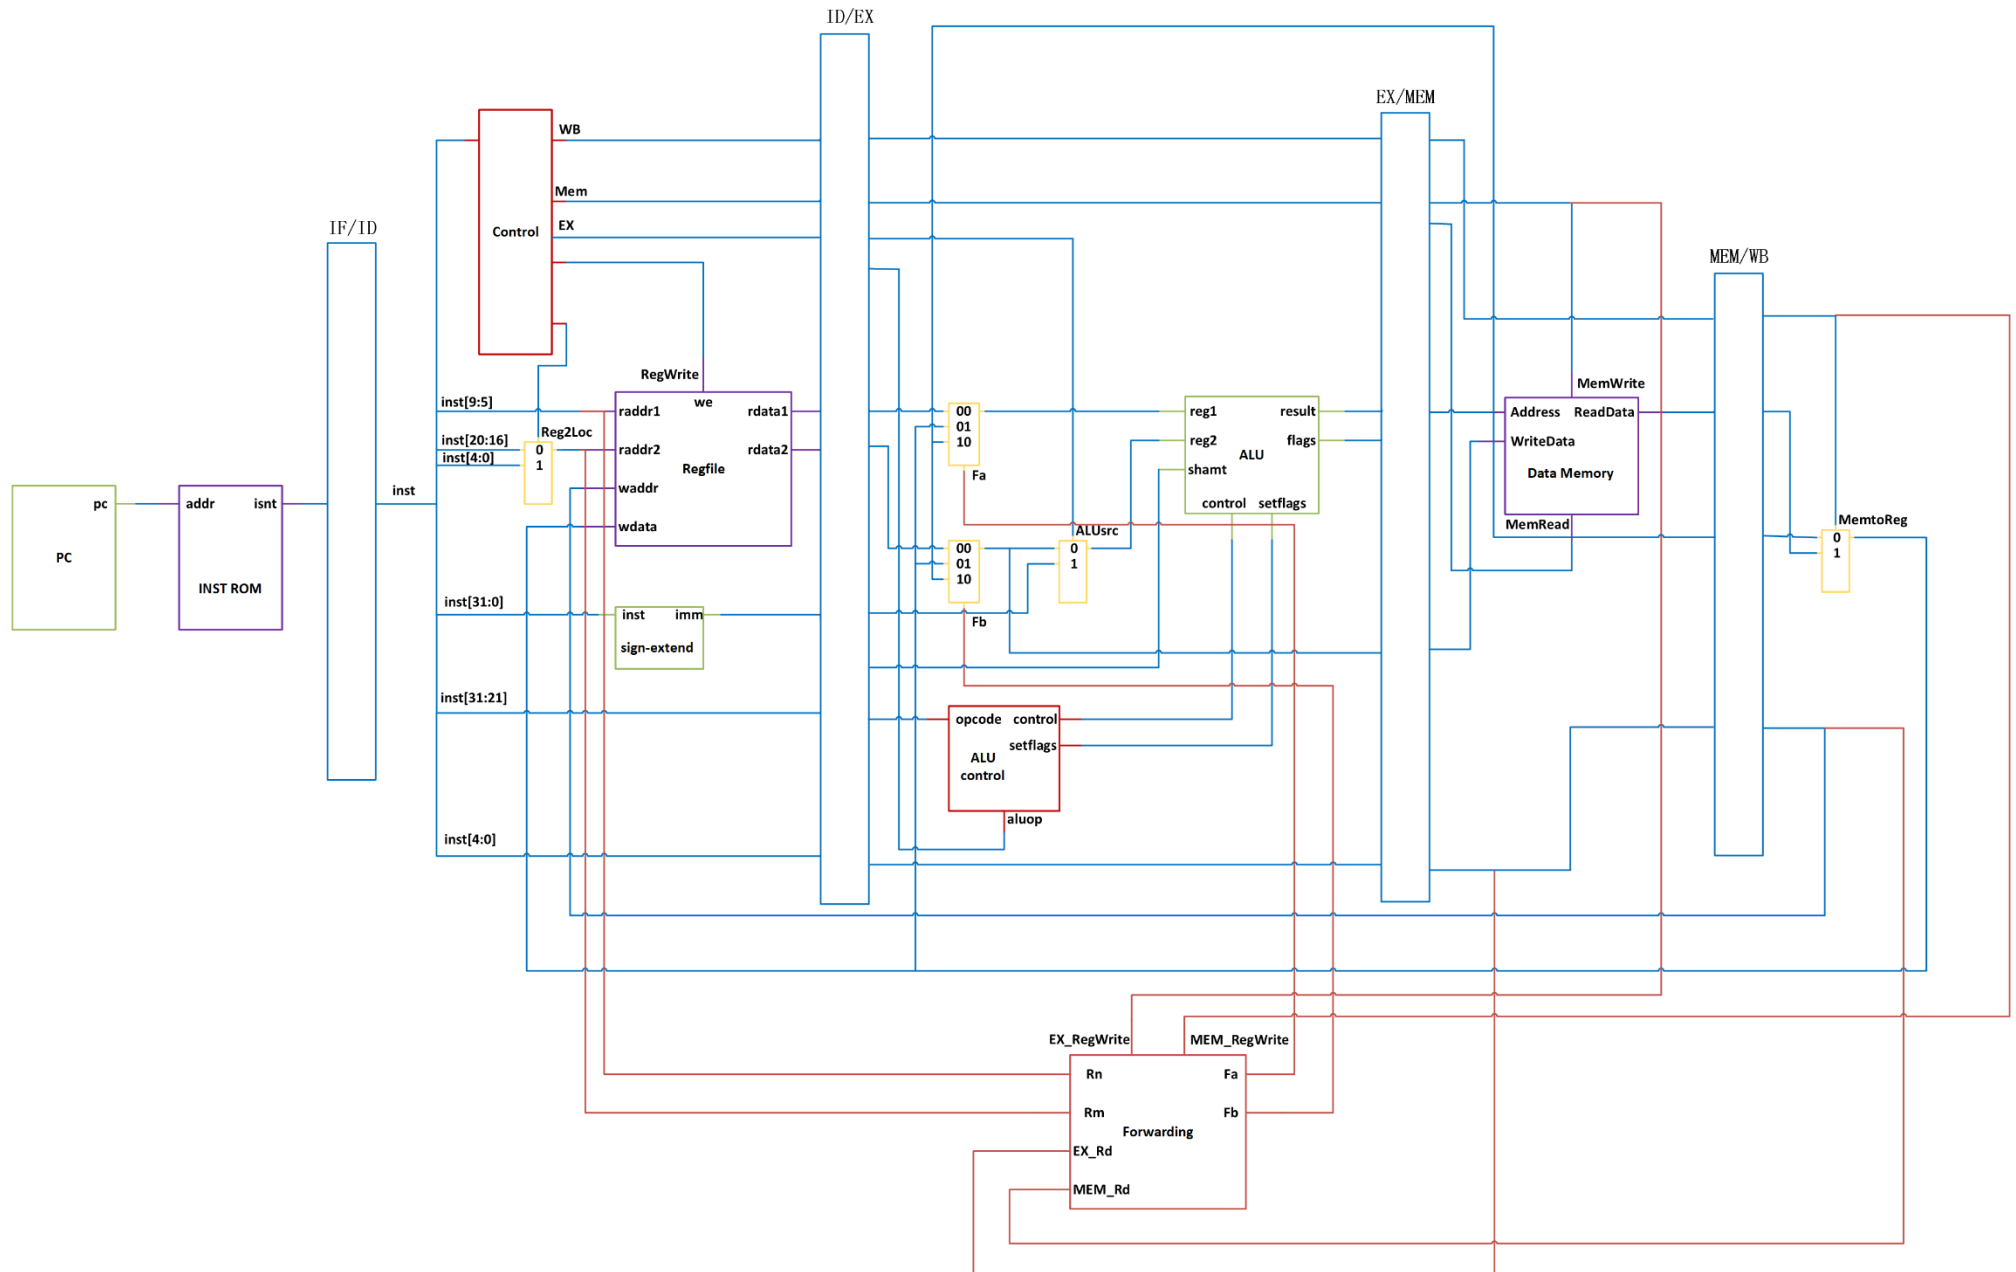 ID/EX
EX/MEM
WB
Mem
IF/ID
EX
Control
MEM/WB
RegWrite
MemWrite
inst[9:5]
raddr1
we
rdata1
00
01
10
reg1
result
Address
ReadData
inst[20:16]
Reg2Loc
raddr2
rdata2
reg2
flags
WriteData
inst[4:0]
0
1
Regfile
Fa
shamt
ALU
Data Memory
inst
waddr
control
setflags
pc
addr
isnt
wdata
ALUsrc
MemRead
MemtoReg
0
1
PC
00
01
10
0
1
INST ROM
inst[31:0]
inst
imm
Fb
sign-extend
inst[31:21]
opcode
control
setflags
ALU
control
aluop
inst[4:0]
EX_RegWrite
MEM_RegWrite
Rn
Fa
Rm
Fb
Forwarding
EX_Rd
MEM_Rd